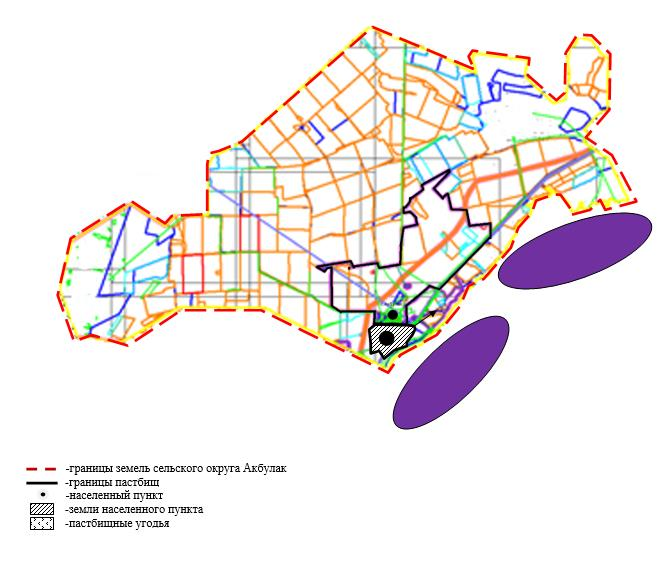 -границы земель сельского округа Акбулак
-границы пастбищ
-населенный пункт
-земли населенного пункта
-пастбищные угодья